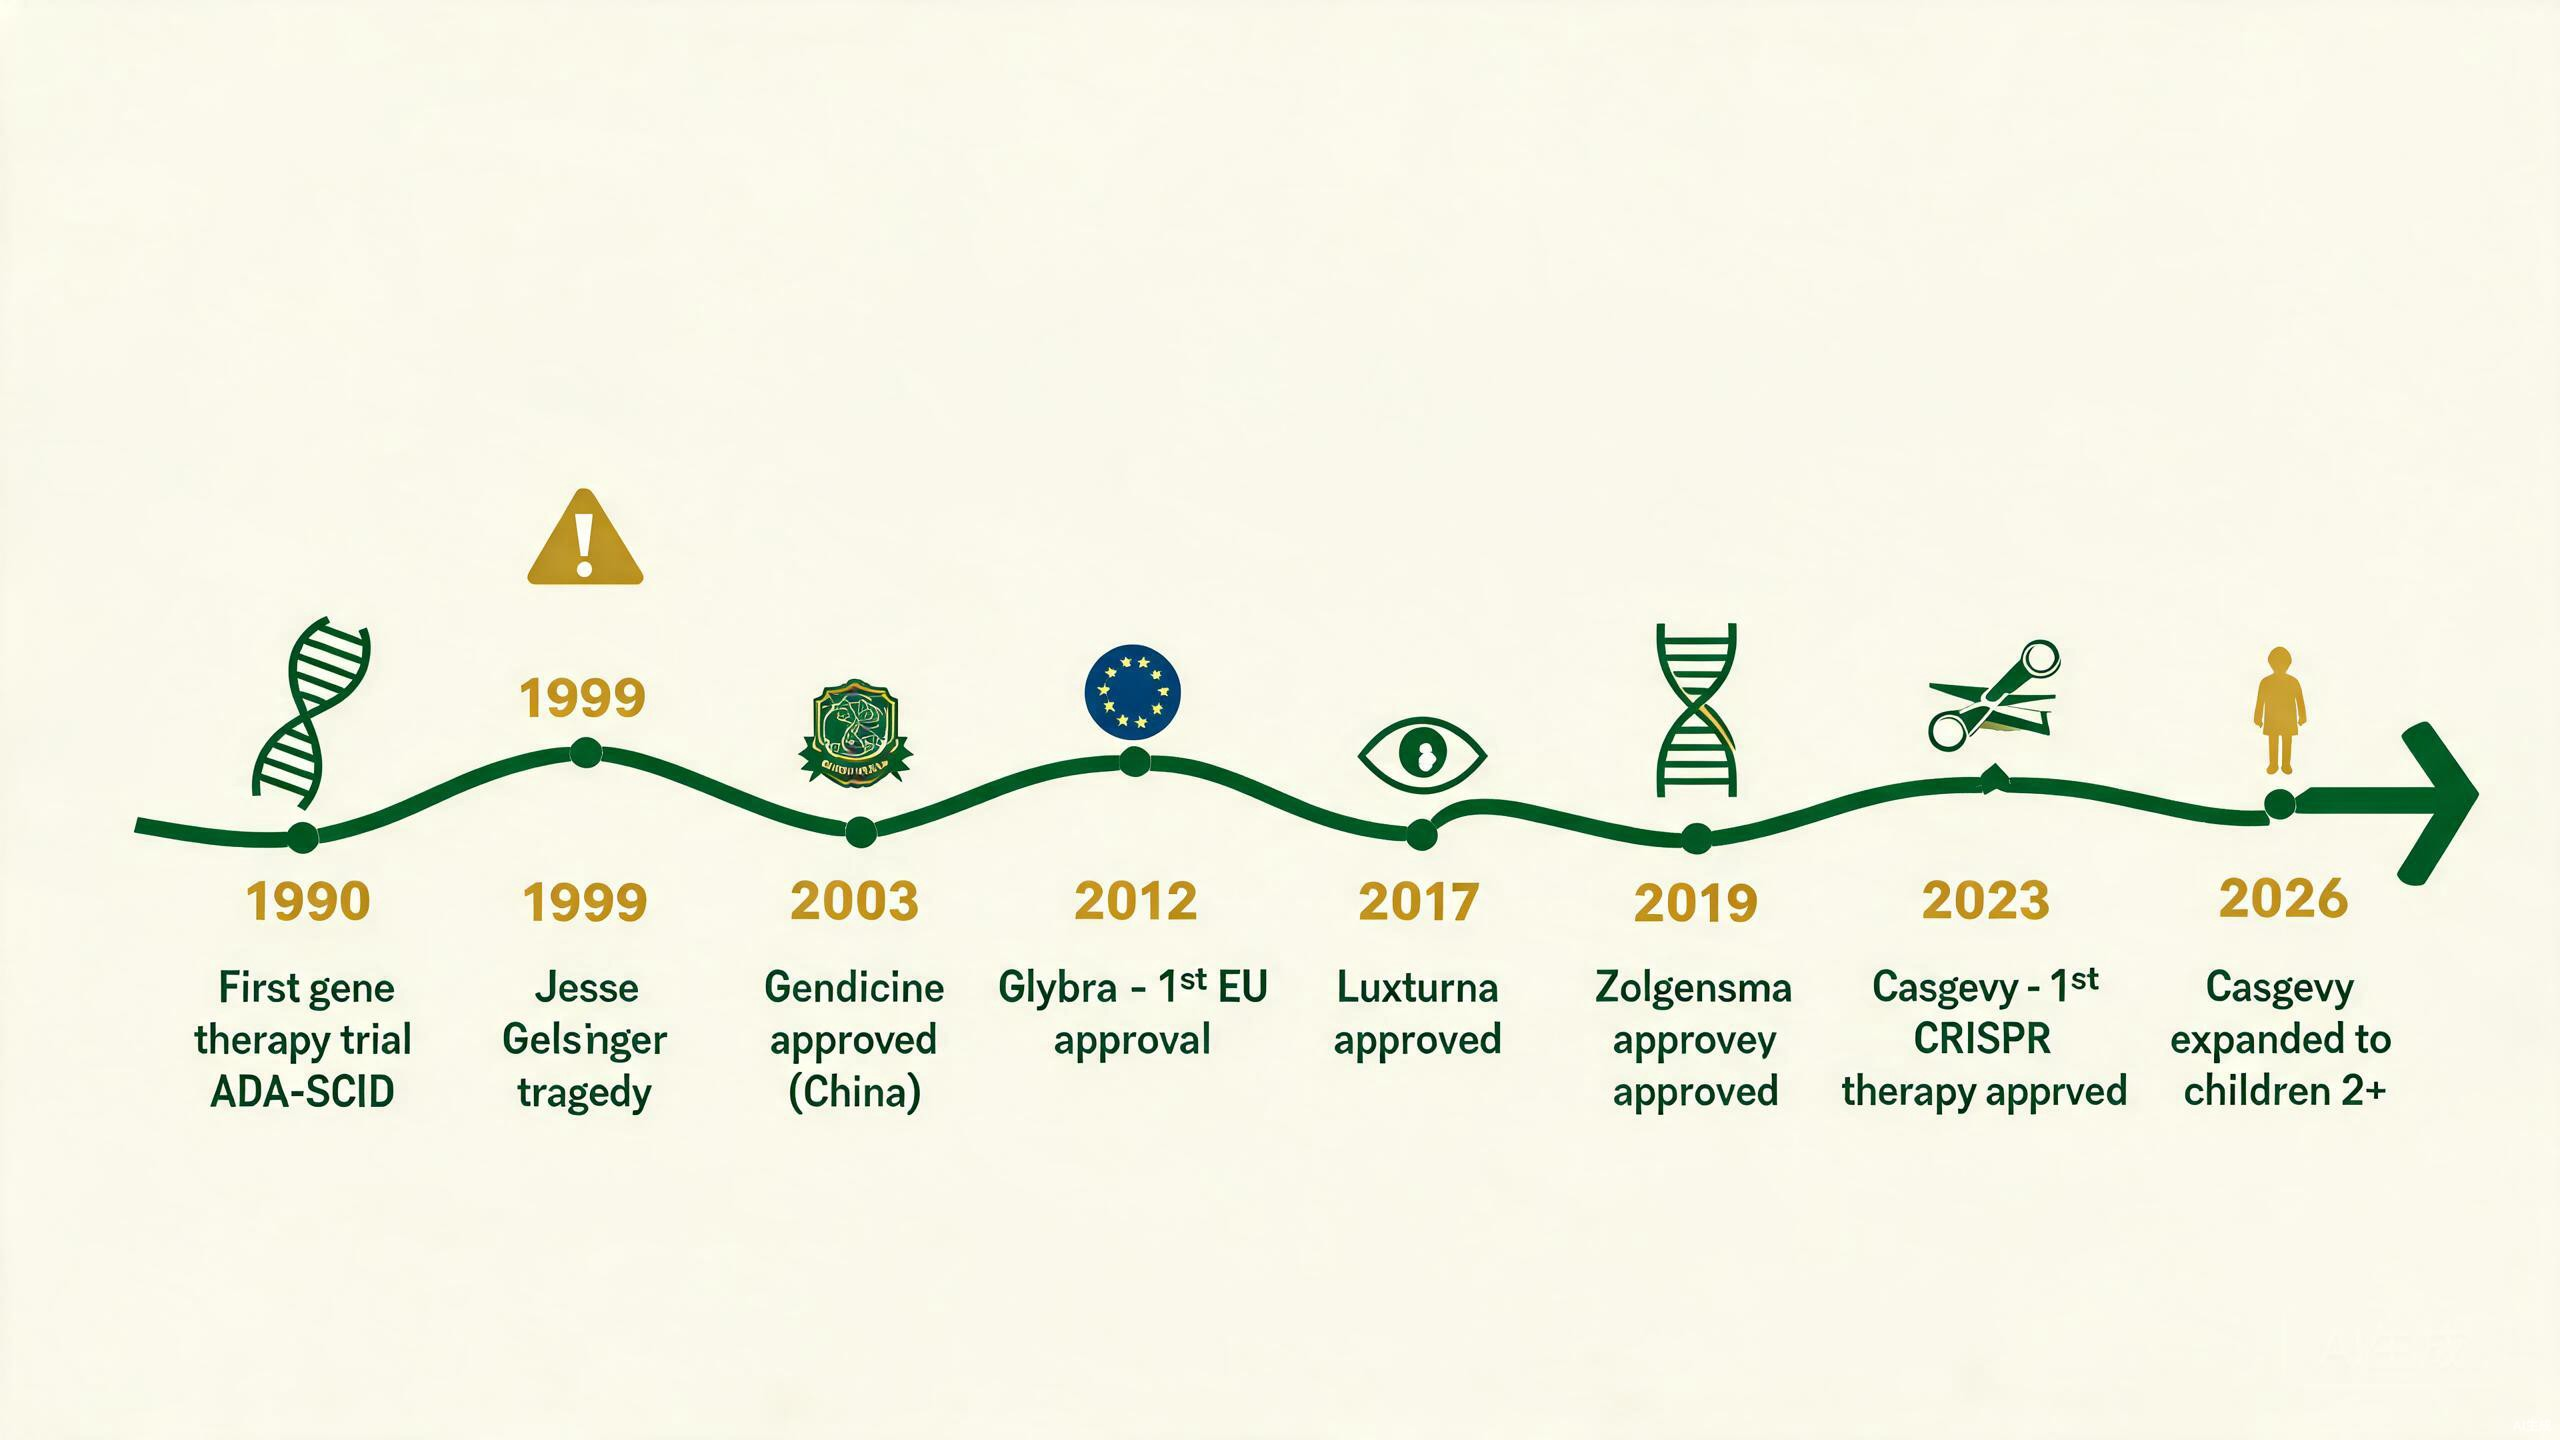 1999
1990
First gene
therapy trial
ADA-SCID
1999
Jesse
Gelsinger
tragedy
2003
Gendicine
approved
(China)
2012
Glybra - 1st EU
approval
2017
Luxturna
approved
2019
Zolgensma
approvey
approved
2023
Casgevy - 1st
CRISPR
therapy apprved
2026
Casgevy
expanded to
children 2+